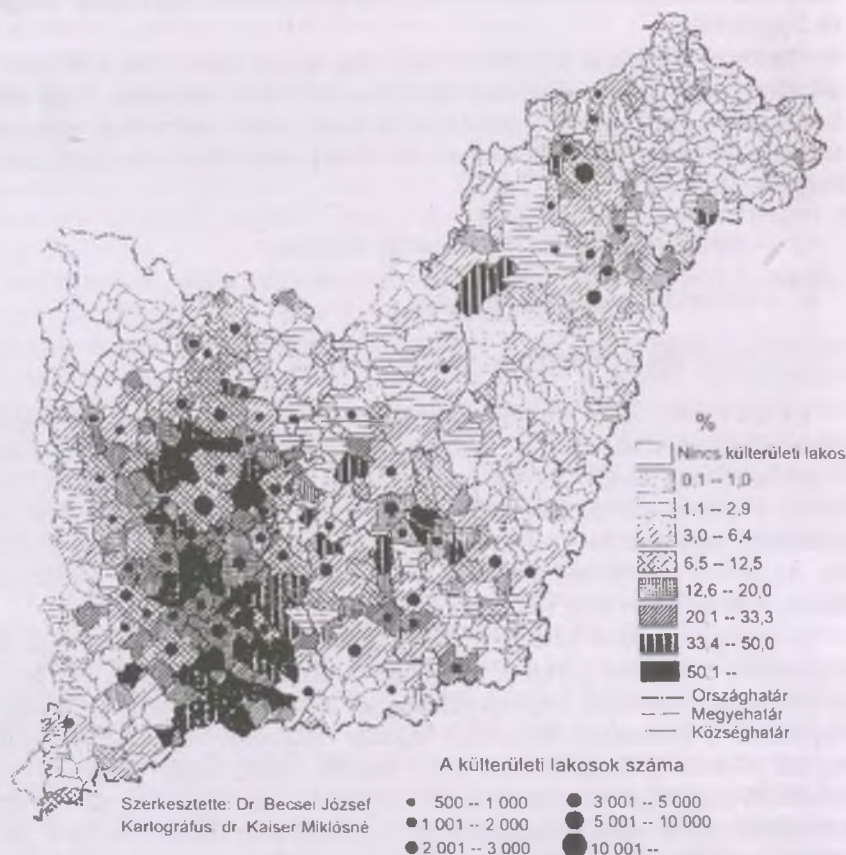 %
Nincs külterületi lakos
0,1 -- 1,0
1,1 -- 2,9
3,0 -- 6,4
6,5 -- 12,5
12,6 -- 20,0
20,1 -- 33,3
33,4 -- 50,0
50,1 --
Országhatár
Megyehatár
Községhatár
A külterületi lakosok száma
Szerkesztette: Dr. Becsei József
Kartográfus: dr. Kaiser Miklósné
500 -- 1 000
1 001 -- 2 000
2 001 -- 3 000
3 001 -- 5 000
5 001 -- 10 000
10 001 --